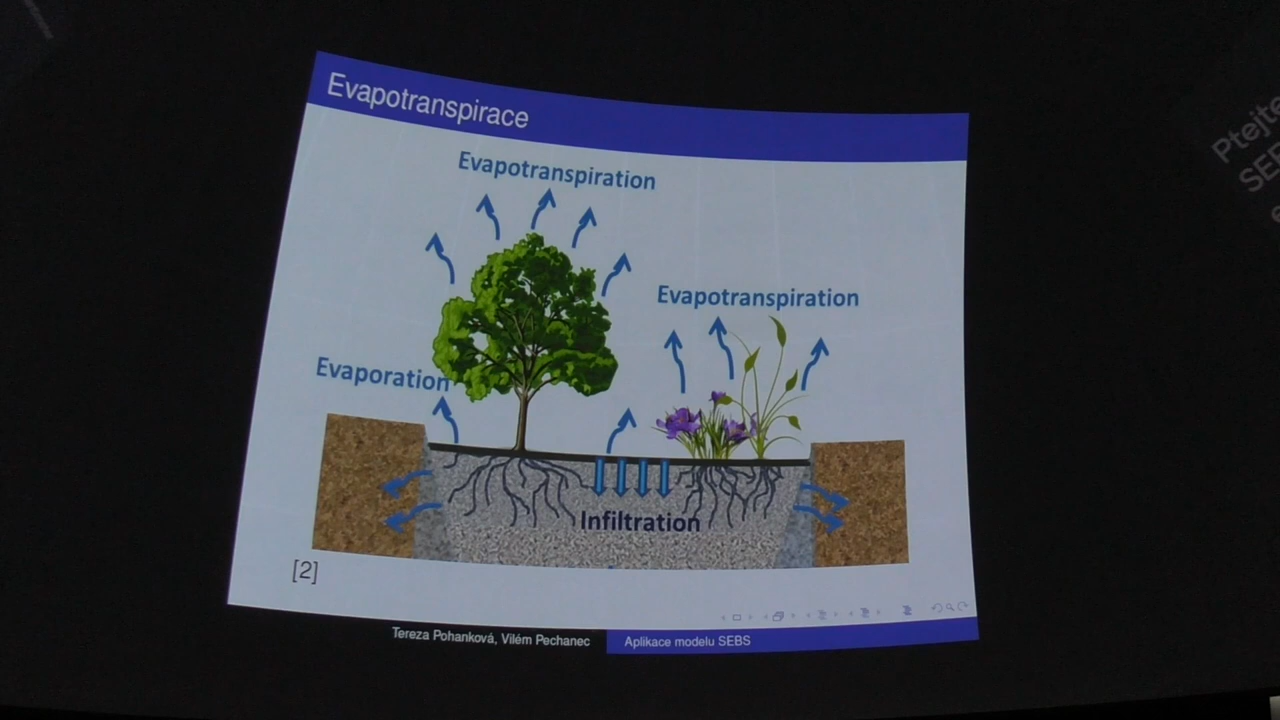 Evapotranspirace
Evapotranspiration
Evapotranspiration
Evaporation
Infiltration
[2]
Tereza Pohanková, Vilém Pechanec
Aplikace modelu SEBS